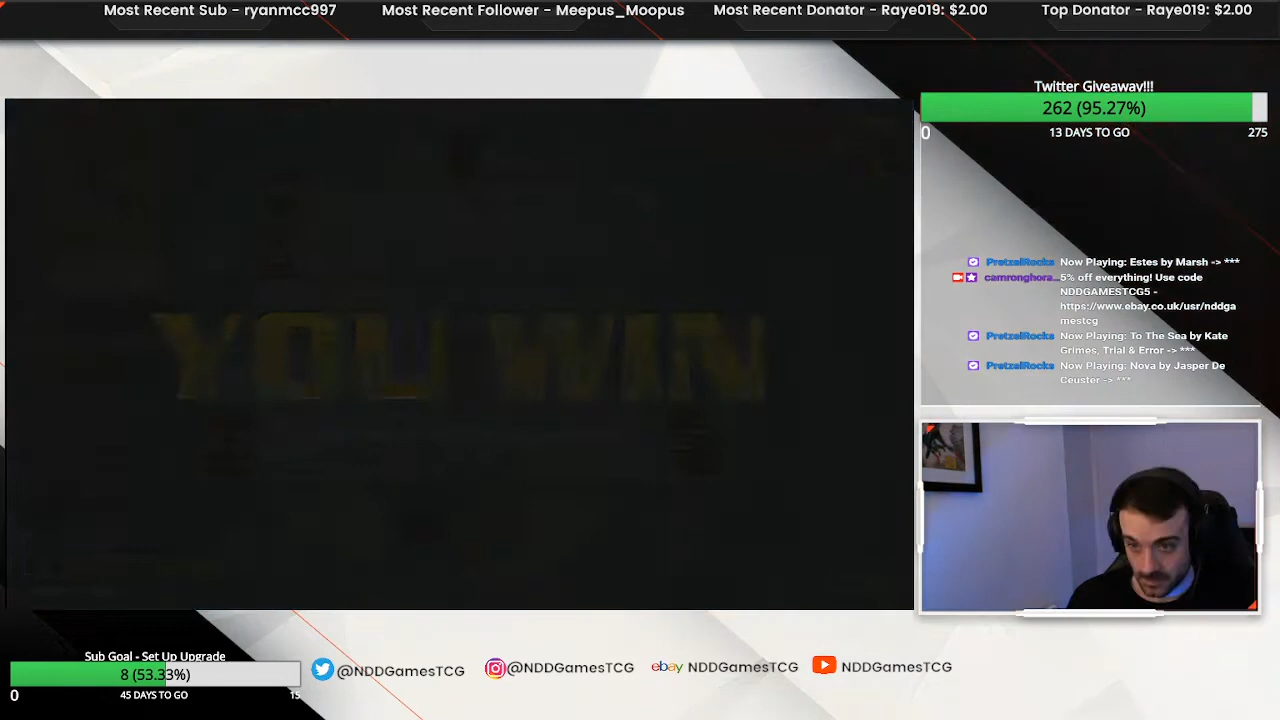 Most Recent Sub - ryanmcc997
Most Recent Follower - Meepus_Moopus
Most Recent Donator - Raye019: $2.00
Top Donator - Raye019: $2.00
Twitter Giveaway!!!
262 (95.27%)
0
13 DAYS TO GO
275
PretzelRocks Now Playing: Estes by Marsh -> ***
camronghora... 5% off everything! Use code
NDDGAMESTCG5 -
https://www.ebay.co.uk/usr/nddga
mestcg
PretzelRocks Now Playing: To The Sea by Kate
Grimes, Trial & Error -> ***
PretzelRocks Now Playing: Nova by Jasper De
Ceuster -> ***
YOU WIN
Sub Goal - Set Up Upgrade
8 (53.33%)
0
45 DAYS TO GO
15
@NDDGamesTCG
@NDDGamesTCG
ebay NDDGamesTCG
NDDGamesTCG